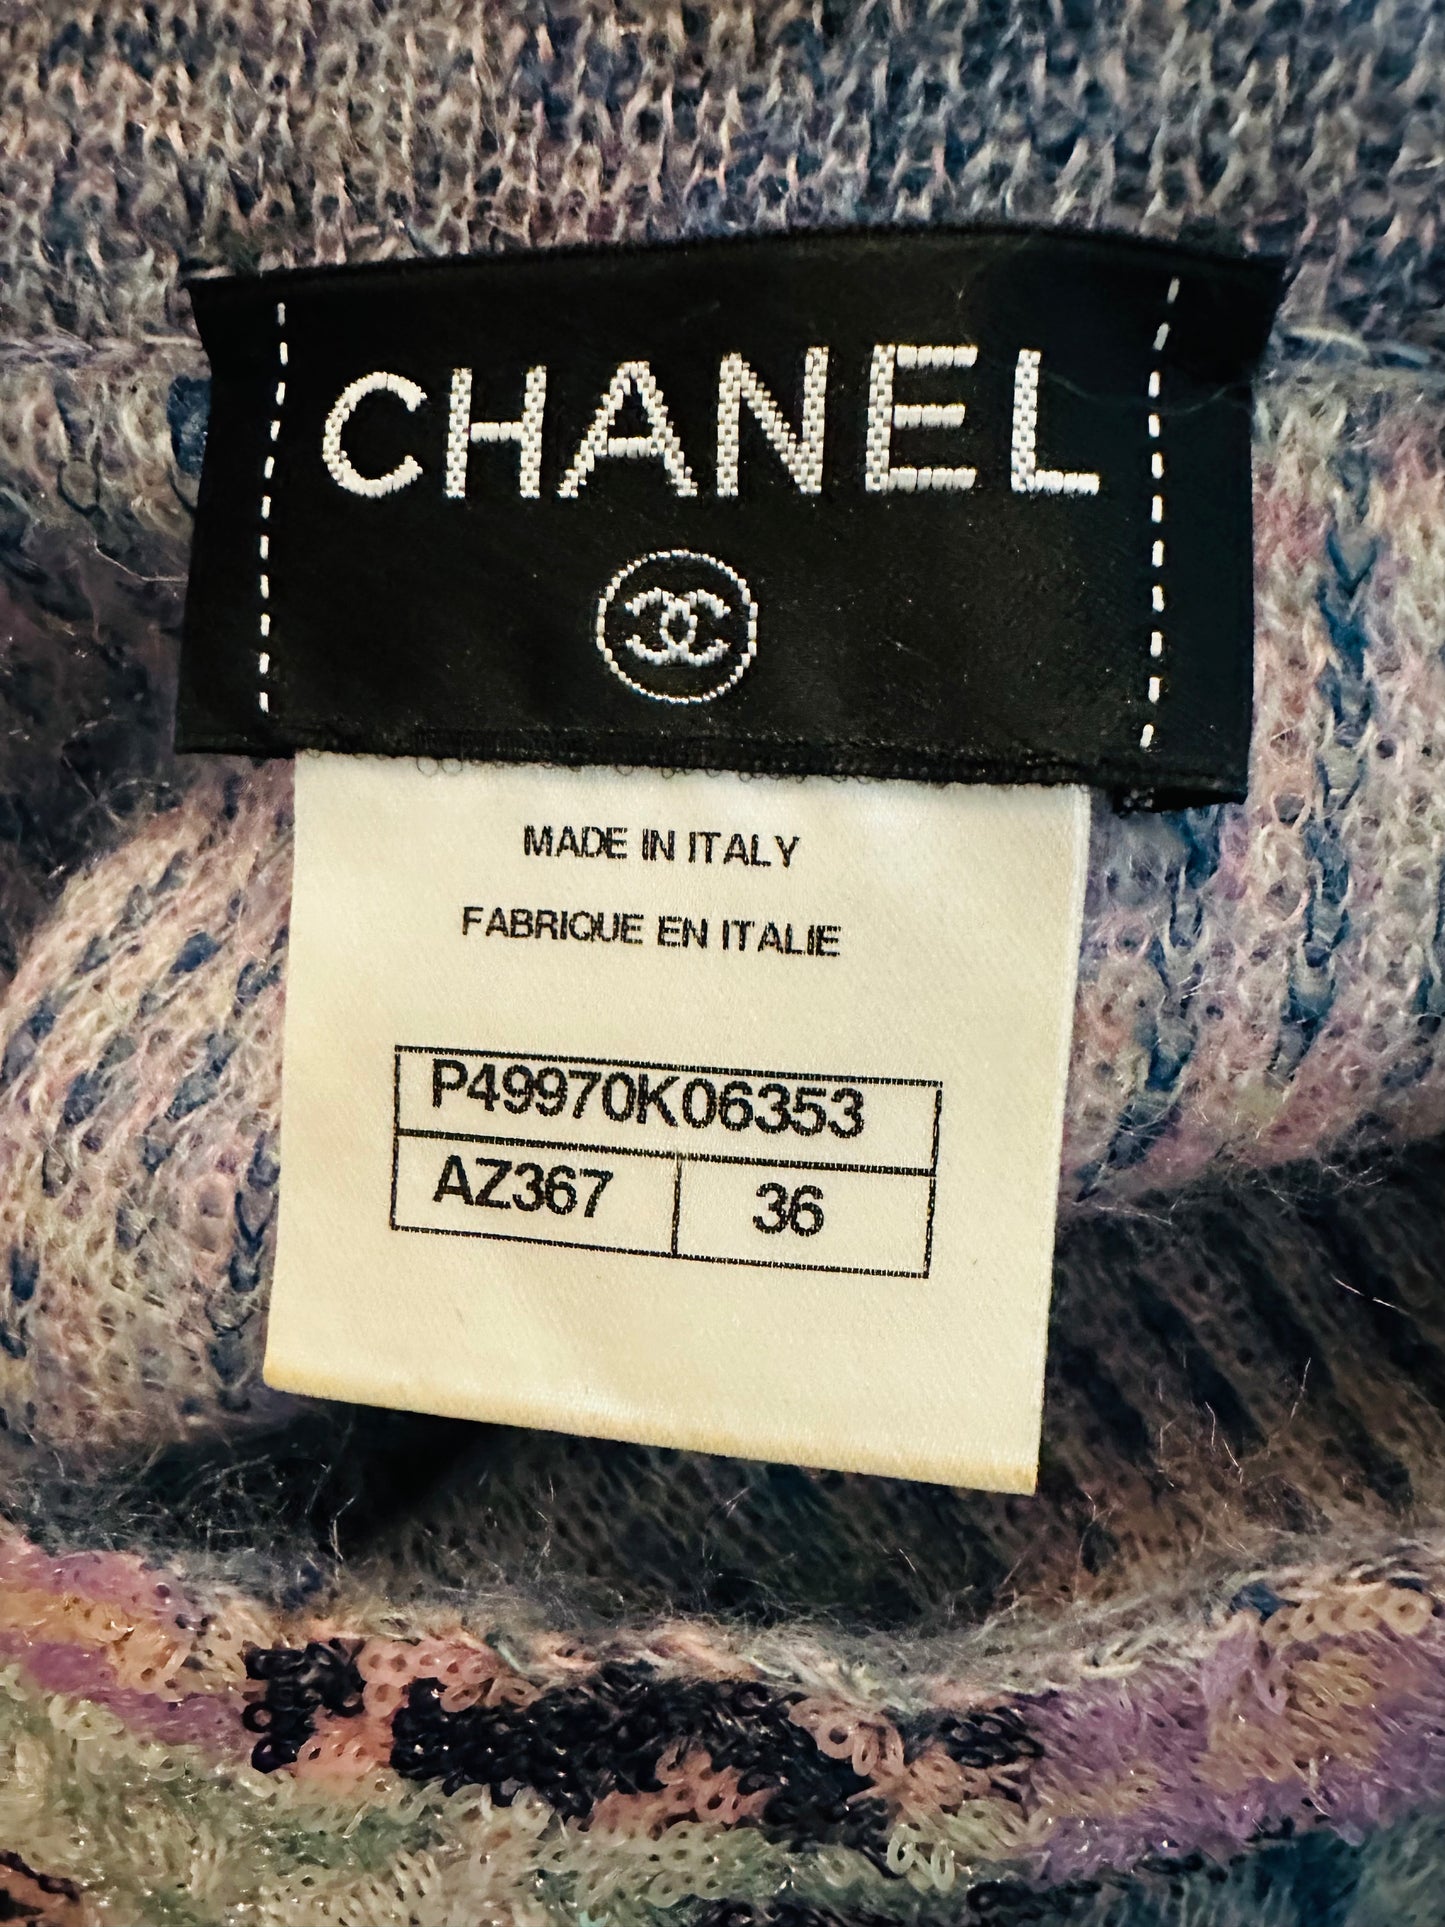 CHANEL
MADE IN ITALY
FABRIQUE EN ITALIE
P49970K06353
AZ367 36